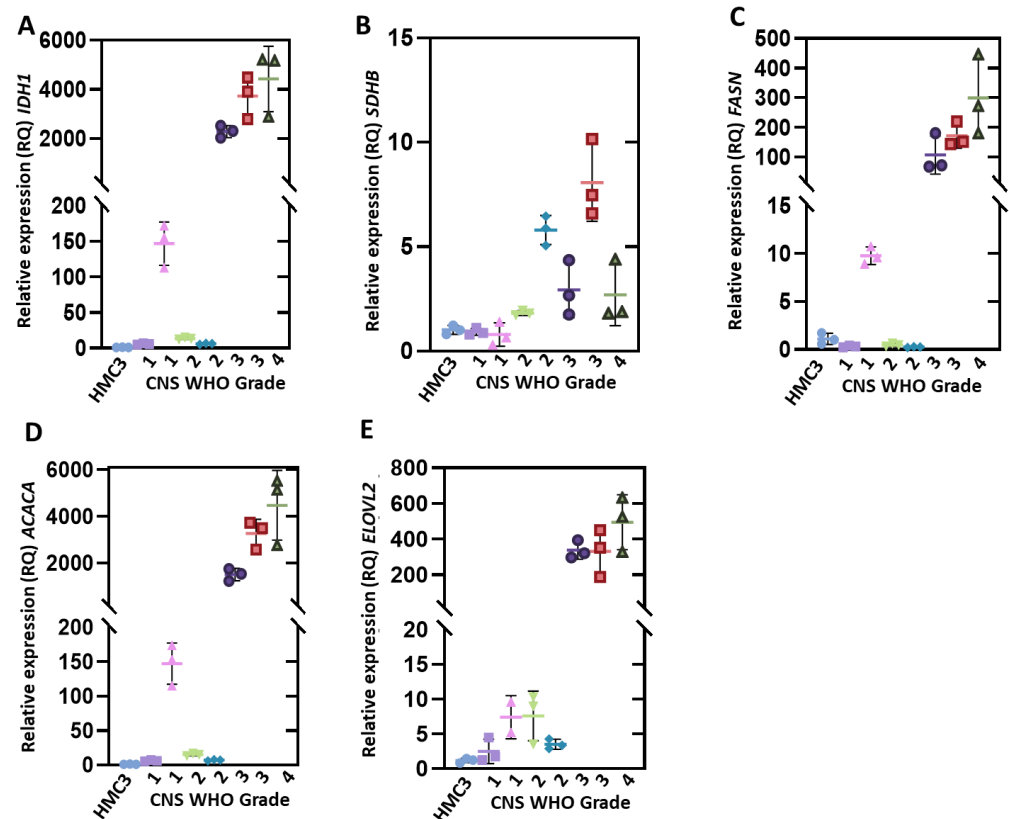 A
Relative expression (RQ) IDH1
6000
4000
2000
200
150
100
50
0
HMC3 1 1 2 2 3 3 4
CNS WHO Grade
B
Relative expression (RQ) SDHB
15
10
5
0
HMC3 1 1 2 2 3 3 4
CNS WHO Grade
C
Relative expression (RQ) FASN
500
400
300
200
100
15
10
5
0
HMC3 1 1 2 2 3 3 4
CNS WHO Grade
D
Relative expression (RQ) ACACA
6000
4000
2000
200
150
100
50
0
HMC3 1 1 2 2 3 3 4
CNS WHO Grade
E
Relative expression (RQ) ELOVL2
800
600
400
200
20
15
10
5
0
HMC3 1 1 2 2 3 3 4
CNS WHO Grade